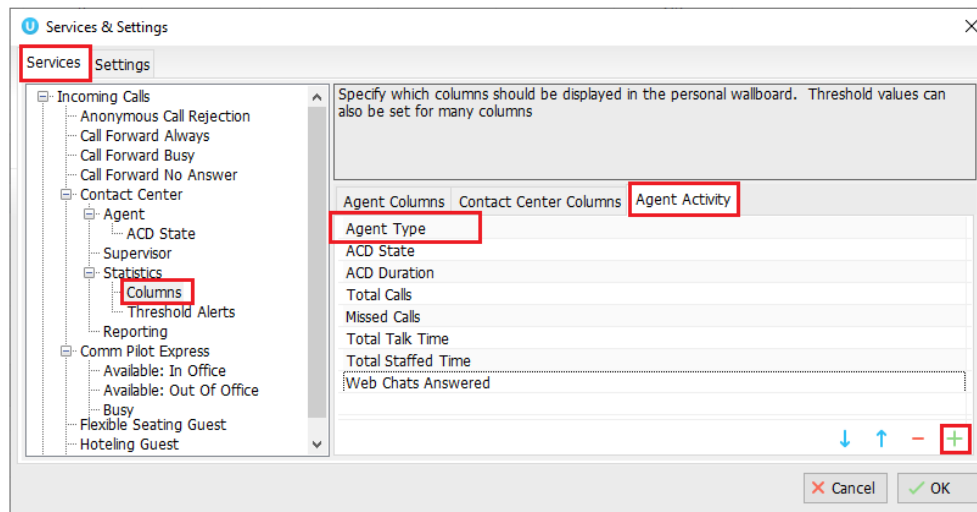 U Services & Settings
Services Settings
Incoming Calls
Anonymous Call Rejection
Call Forward Always
Call Forward Busy
Call Forward No Answer
Contact Center
Agent
ACD State
Supervisor
Statistics
Columns
Threshold Alerts
Reporting
Comm Pilot Express
Available: In Office
Available: Out Of Office
Busy
Flexible Seating Guest
Hoteling Guest
Specify which columns should be displayed in the personal wallboard. Threshold values can
also be set for many columns
Agent Columns Contact Center Columns Agent Activity
Agent Type
ACD State
ACD Duration
Total Calls
Missed Calls
Total Talk Time
Total Staffed Time
Web Chats Answered
Cancel OK